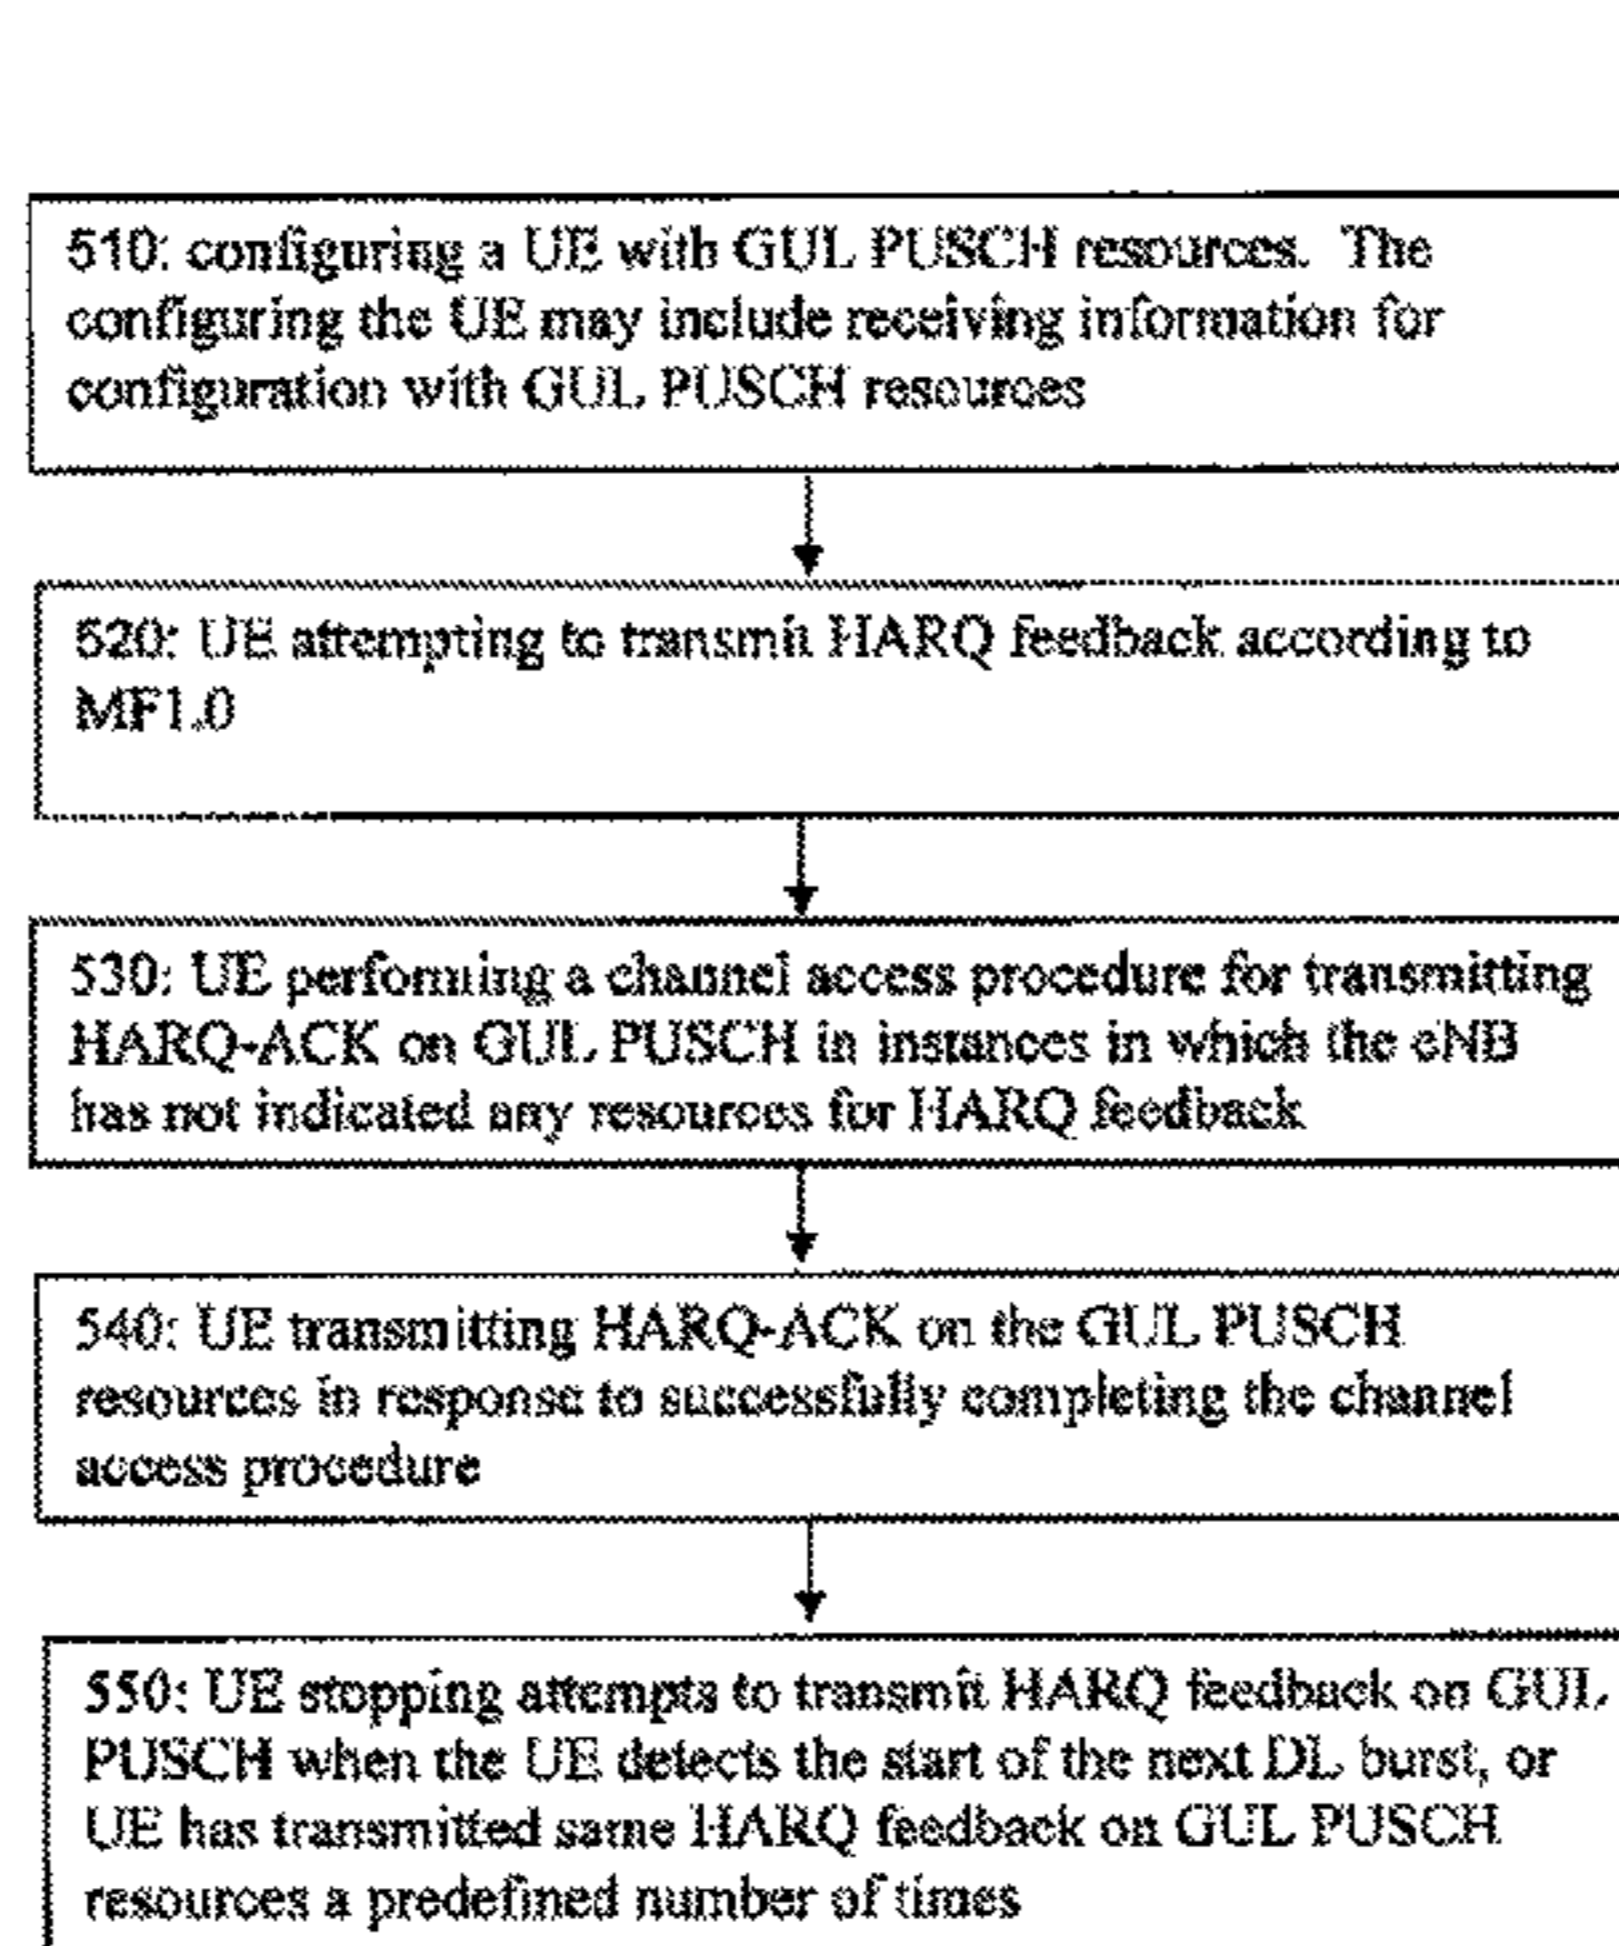 510: configuring a UE with GUL PUSCH resources. The
configuring the UE may include receiving information for
configuration with GUL PUSCH resources
520: UE attempting to transmit HARQ feedback according to
MF1.0
530: UE performing a channel access procedure for transmitting
HARQ-ACK on GUL PUSCH in instances in which the eNB
has not indicated any resources for HARQ feedback
540: UE transmitting HARQ-ACK on the GUL PUSCH
resources in response to successfully completing the channel
access procedure
550: UE stopping attempts to transmit HARQ feedback on GUL
PUSCH when the UE detects the start of the next DL burst, or
UE has transmitted same HARQ feedback on GUL PUSCH
resources a predefined number of times